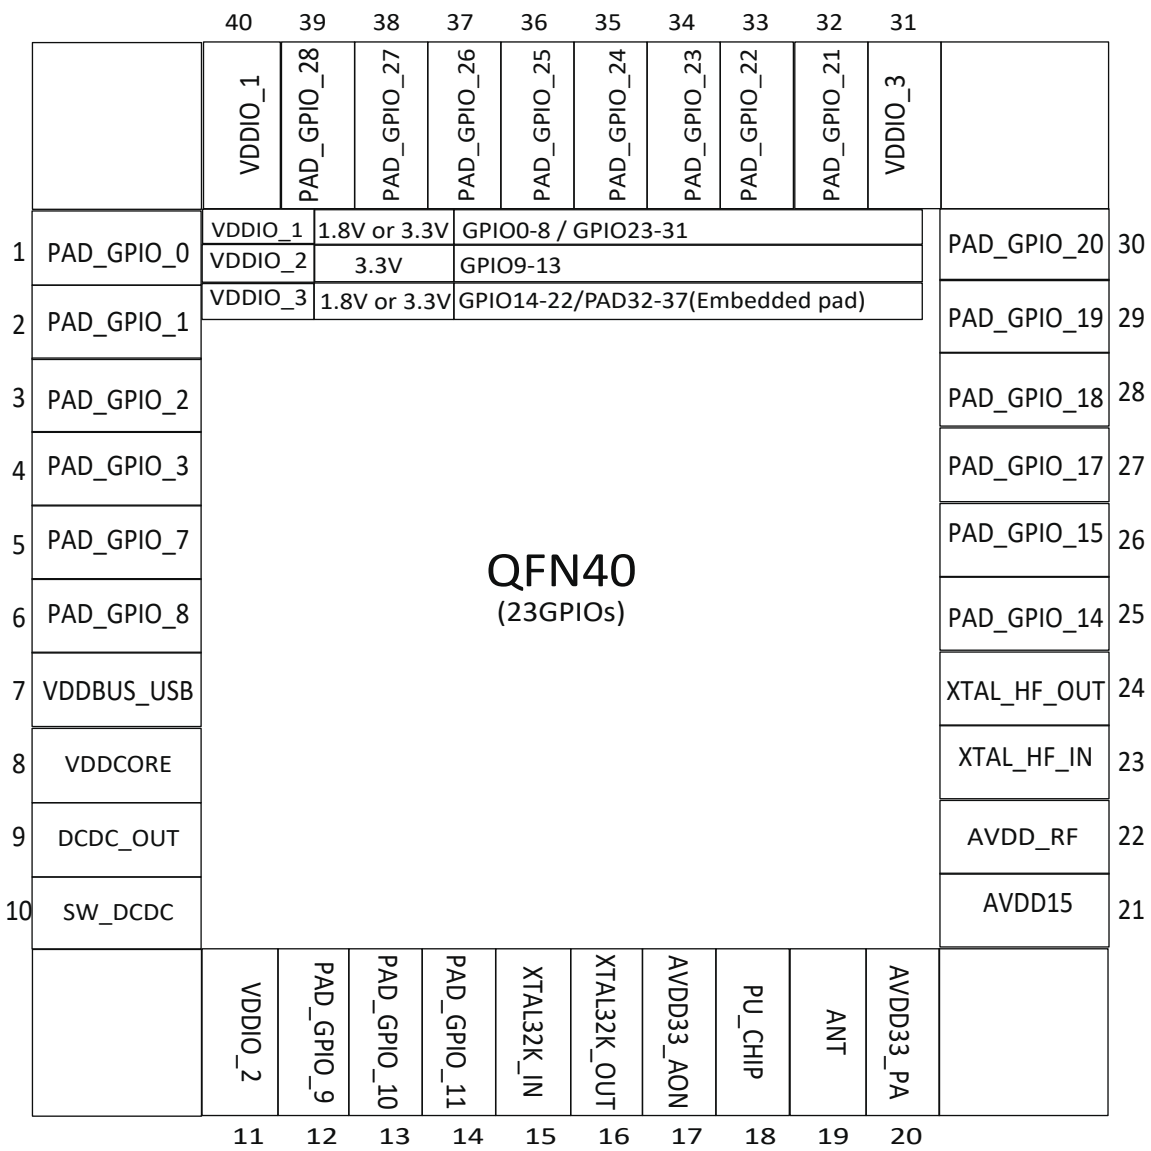 40 39 38 37 36 35 34 33 32 31
VDDIO_1
PAD_GPIO_28
PAD_GPIO_27
PAD_GPIO_26
PAD_GPIO_25
PAD_GPIO_24
PAD_GPIO_23
PAD_GPIO_22
PAD_GPIO_21
VDDIO_3
VDDIO_1 1.8V or 3.3V GPIO0-8 / GPIO23-31
VDDIO_2 3.3V GPIO9-13
VDDIO_3 1.8V or 3.3V GPIO14-22/PAD32-37(Embedded pad)
1 PAD_GPIO_0
2 PAD_GPIO_1
3 PAD_GPIO_2
4 PAD_GPIO_3
5 PAD_GPIO_7
6 PAD_GPIO_8
7 VDDBUS_USB
8 VDDCORE
9 DCDC_OUT
10 SW_DCDC
QFN40
(23GPIOs)
PAD_GPIO_20 30
PAD_GPIO_19 29
PAD_GPIO_18 28
PAD_GPIO_17 27
PAD_GPIO_15 26
PAD_GPIO_14 25
XTAL_HF_OUT 24
XTAL_HF_IN 23
AVDD_RF 22
AVDD15 21
VDDIO_2
PAD_GPIO_9
PAD_GPIO_10
PAD_GPIO_11
XTAL32K_IN
XTAL32K_OUT
AVDD33_AON
PU_CHIP
ANT
AVDD33_PA
11 12 13 14 15 16 17 18 19 20